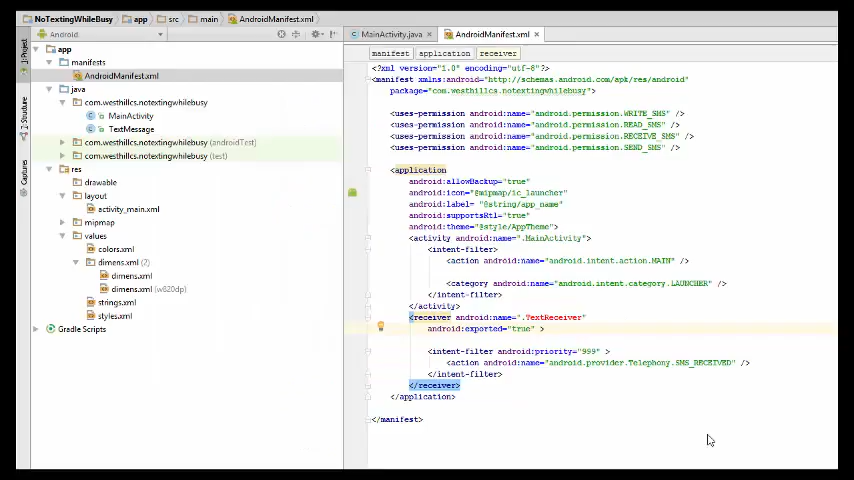 NoTextingWhileBusy app src main AndroidManifest.xml
Android
MainActivity.java × AndroidManifest.xml ×
1:Project
7: Structure
Captures
app
manifests
AndroidManifest.xml
java
com.westhillcs.notextingwhilebusy
MainActivity
TextMessage
com.westhillcs.notextingwhilebusy (androidTest)
com.westhillcs.notextingwhilebusy (test)
res
drawable
layout
activity_main.xml
mipmap
values
colors.xml
dimens.xml (2)
dimens.xml
dimens.xml (w820dp)
strings.xml
styles.xml
Gradle Scripts
manifest application receiver
<?xml version="1.0" encoding="utf-8"?>
<manifest xmlns:android="http://schemas.android.com/apk/res/android"
package="com.westhillcs.notextingwhilebusy">
<uses-permission android:name="android.permission.WRITE_SMS" />
<uses-permission android:name="android.permission.READ_SMS" />
<uses-permission android:name="android.permission.RECEIVE_SMS" />
<uses-permission android:name="android.permission.SEND_SMS" />
<application
android:allowBackup="true"
android:icon="@mipmap/ic_launcher"
android:label= "@string/app_name"
android:supportsRtl="true"
android:theme="@style/AppTheme">
<activity android:name=".MainActivity">
<intent-filter>
<action android:name="android.intent.action.MAIN" />
<category android:name="android.intent.category.LAUNCHER" />
</intent-filter>
</activity>
<receiver android:name=".TextReceiver"
android:exported="true" >
<intent-filter android:priority="999" >
<action android:name="android.provider.Telephony.SMS_RECEIVED" />
</intent-filter>
</receiver>
</application>
</manifest>